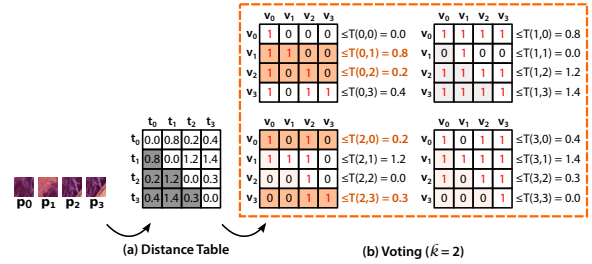 v0 v1 v2 v3
v0 1 0 0 0 ≤T(0,0) = 0.0
v1 1 1 0 0 ≤T(0,1) = 0.8
v2 1 0 1 0 ≤T(0,2) = 0.2
v3 1 0 1 1 ≤T(0,3) = 0.4
v0 v1 v2 v3
v0 1 1 1 1 ≤T(1,0) = 0.8
v1 0 1 0 0 ≤T(1,1) = 0.0
v2 1 1 1 1 ≤T(1,2) = 1.2
v3 1 1 1 1 ≤T(1,3) = 1.4
t0 t1 t2 t3
t0 0.0 0.8 0.2 0.4
t1 0.8 0.0 1.2 1.4
t2 0.2 1.2 0.0 0.3
t3 0.4 1.4 0.3 0.0
v0 v1 v2 v3
v0 1 0 1 0 ≤T(2,0) = 0.2
v1 1 1 1 0 ≤T(2,1) = 1.2
v2 0 0 1 0 ≤T(2,2) = 0.0
v3 0 0 1 1 ≤T(2,3) = 0.3
v0 v1 v2 v3
v0 1 0 1 1 ≤T(3,0) = 0.4
v1 1 1 1 1 ≤T(3,1) = 1.4
v2 1 0 1 1 ≤T(3,2) = 0.3
v3 0 0 0 1 ≤T(3,3) = 0.0
p0 p1 p2 p3
(a) Distance Table
(b) Voting (k̂ = 2)